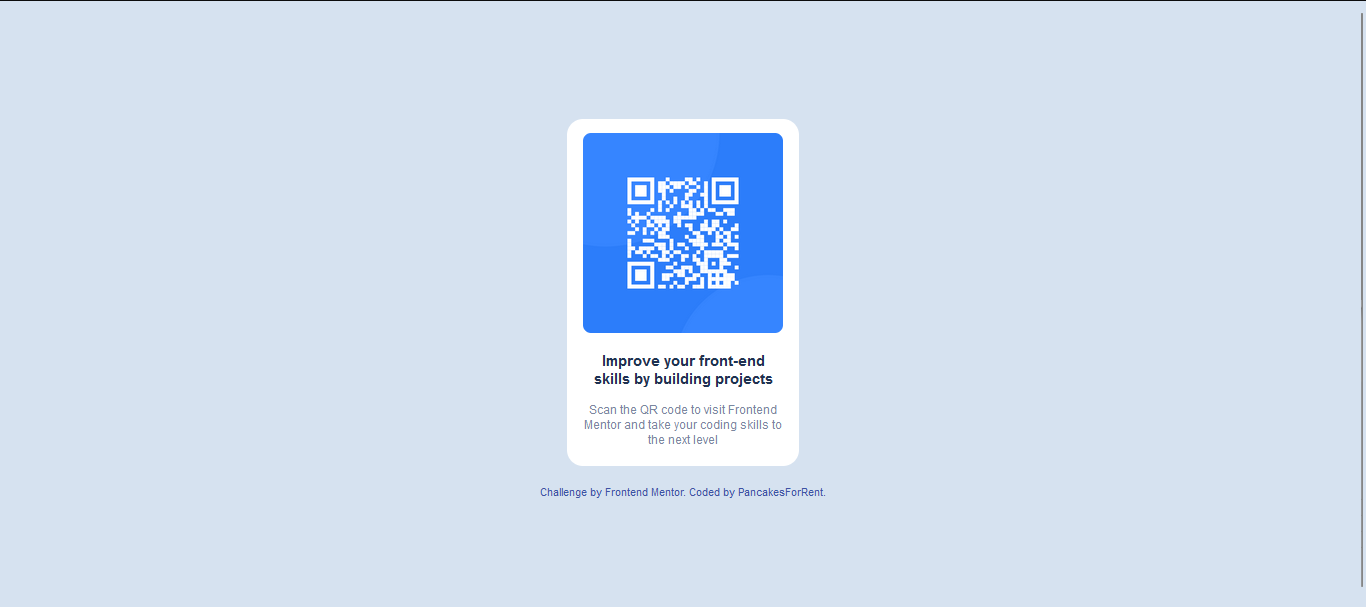 Improve your front-end
skills by building projects
Scan the QR code to visit Frontend
Mentor and take your coding skills to
the next level
Challenge by Frontend Mentor. Coded by PancakesForRent.